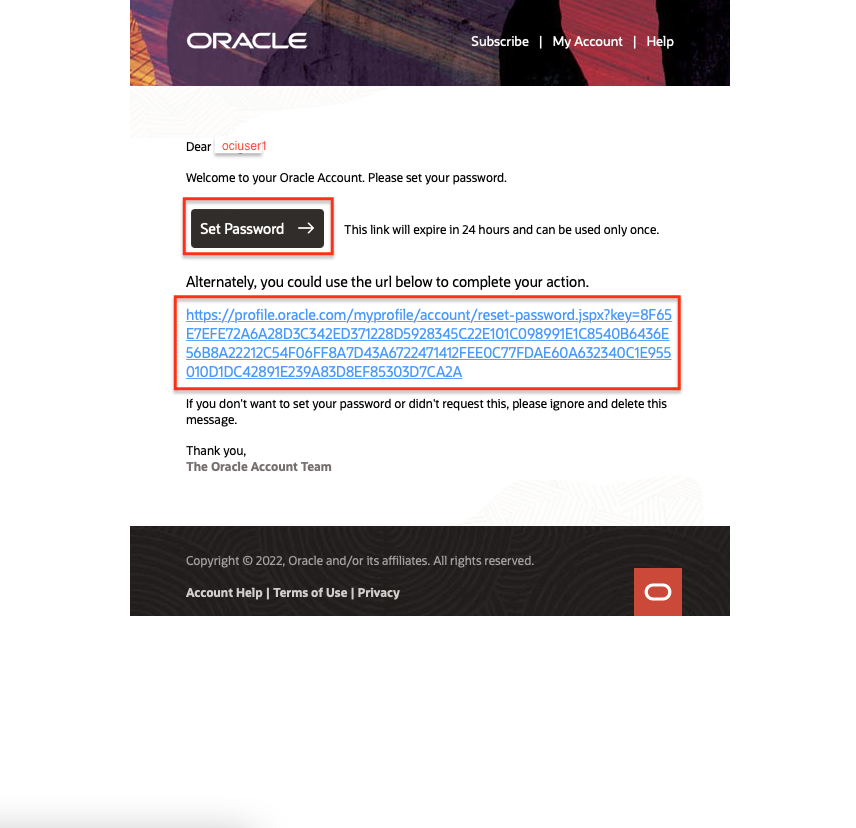 ORACLE
Subscribe | My Account | Help
Dear ociuser1
Welcome to your Oracle Account. Please set your password.
Set Password → This link will expire in 24 hours and can be used only once.
Alternately, you could use the url below to complete your action.
https://profile.oracle.com/myprofile/account/reset-password.jspx?key=8F65
E7EFE72A6A28D3C342ED371228D5928345C22E101C098991E1C8540B6436E
56B8A22212C54F06FF8A7D43A6722471412FEE0C77FDAE60A632340C1E955
010D1DC42891E239A83D8EF85303D7CA2A
If you don't want to set your password or didn't request this, please ignore and delete this
message.
Thank you,
The Oracle Account Team
Copyright © 2022, Oracle and/or its affiliates. All rights reserved.
Account Help | Terms of Use | Privacy